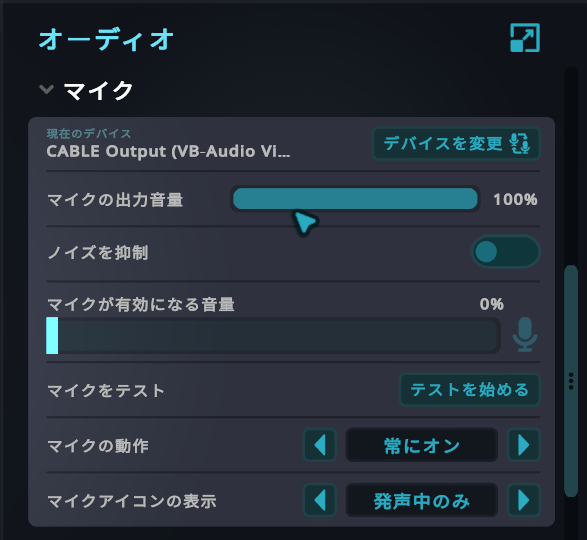 オーディオ
マイク
現在のデバイス
CABLE Output (VB-Audio Vi...
デバイスを変更
マイクの出力音量
100%
ノイズを抑制
マイクが有効になる音量
0%
マイクをテスト
テストを始める
マイクの動作
常にオン
マイクアイコンの表示
発声中のみ